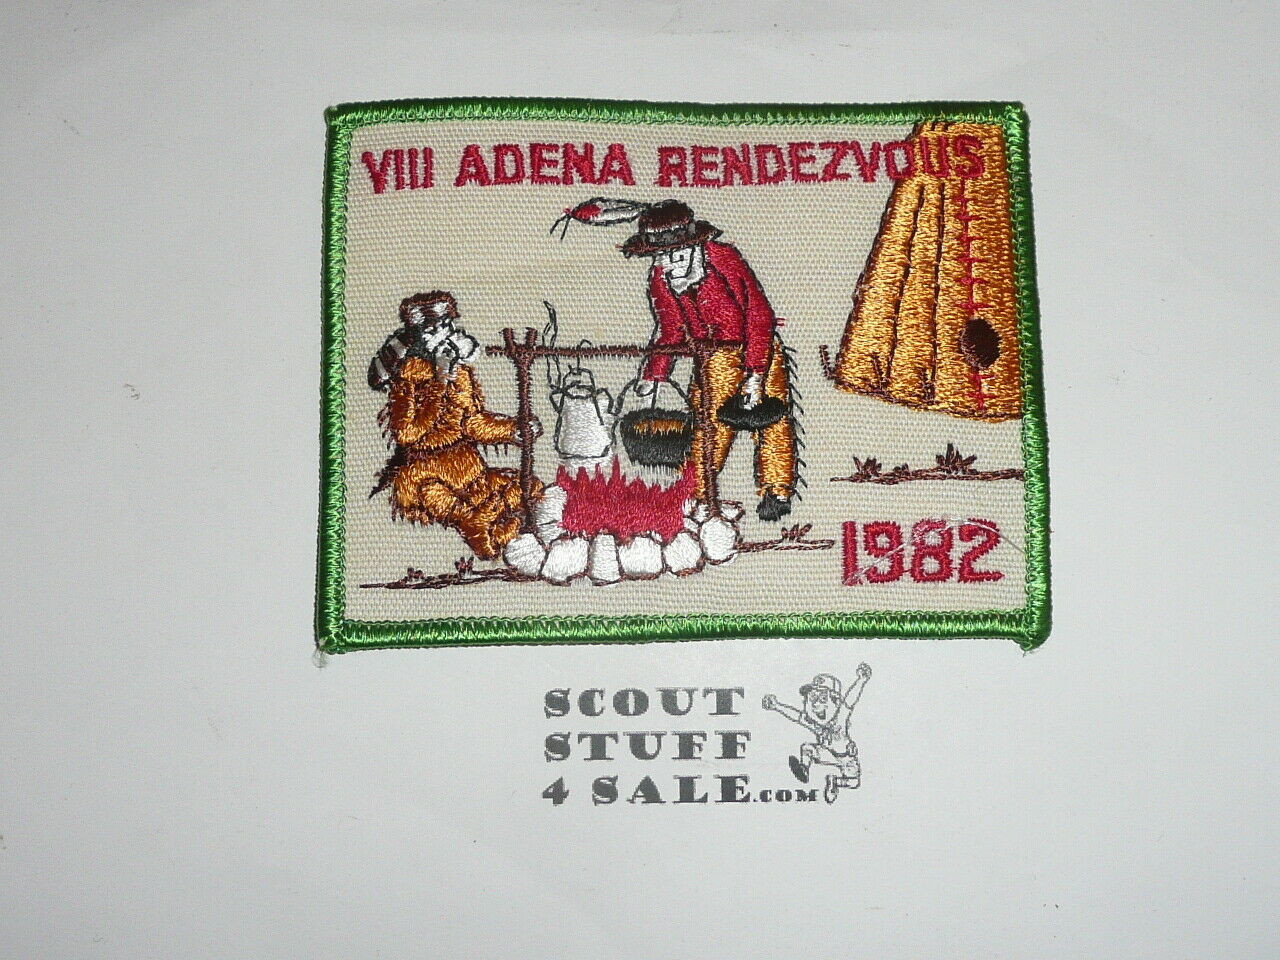 VIII ADENA RENDEZVOUS
1982
SCOUT
STUFF
4 SALE.COM